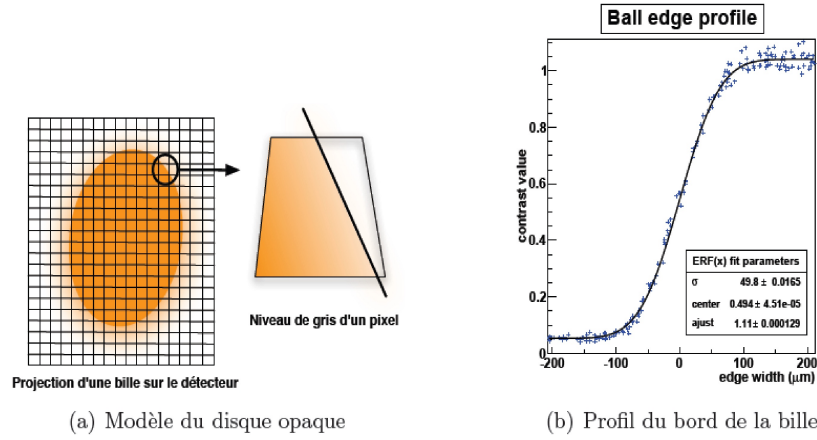 Ball edge profile
contrast value
1
0.8
0.6
0.4
0.2
0
ERF(x) fit parameters
σ 49.8 ± 0.0165
center 0.494 ± 4.51e-05
ajust 1.11± 0.000129
-200 -100 0 100 200
edge width (μm)
Niveau de gris d'un pixel
Projection d'une bille sur le détecteur
(a) Modèle du disque opaque
(b) Profil du bord de la bille